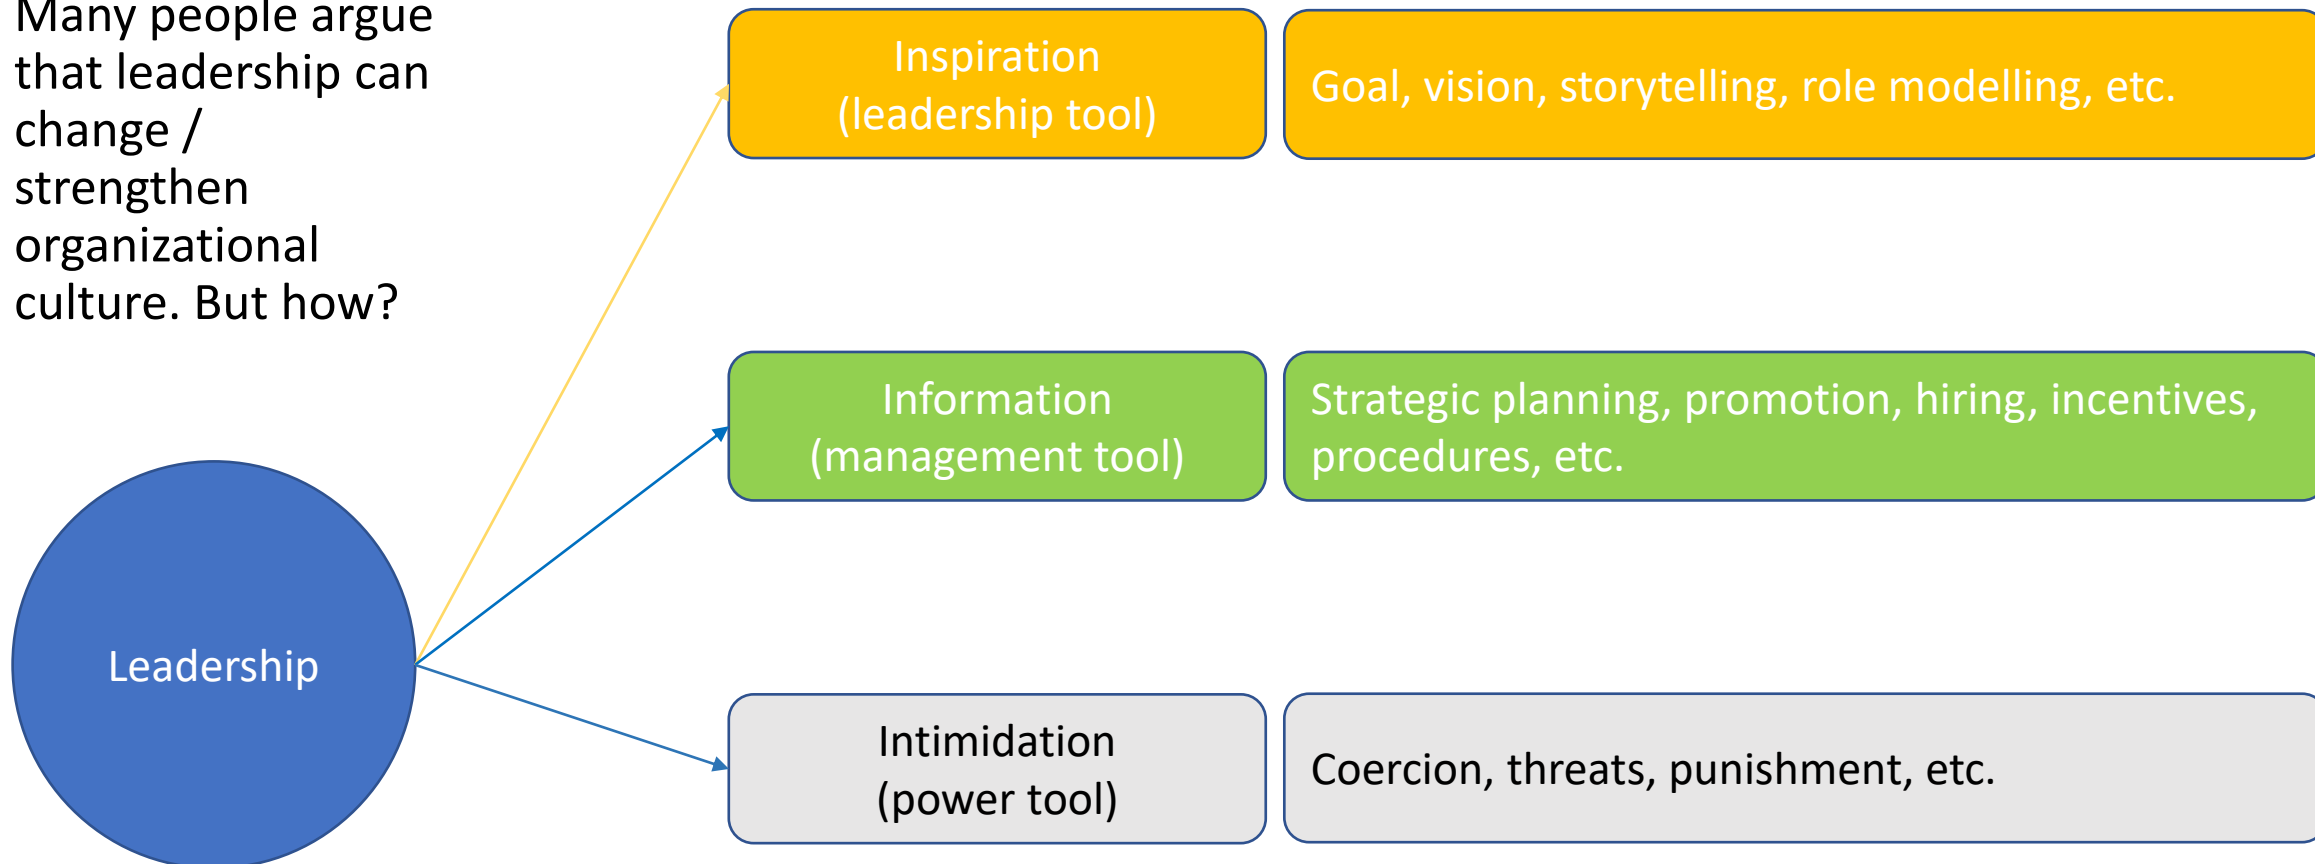 Many people argue
that leadership can
change /
strengthen
organizational
culture. But how?
Leadership
Inspiration
(leadership tool)
Goal, vision, storytelling, role modelling, etc.
Information
(management tool)
Strategic planning, promotion, hiring, incentives,
procedures, etc.
Intimidation
(power tool)
Coercion, threats, punishment, etc.